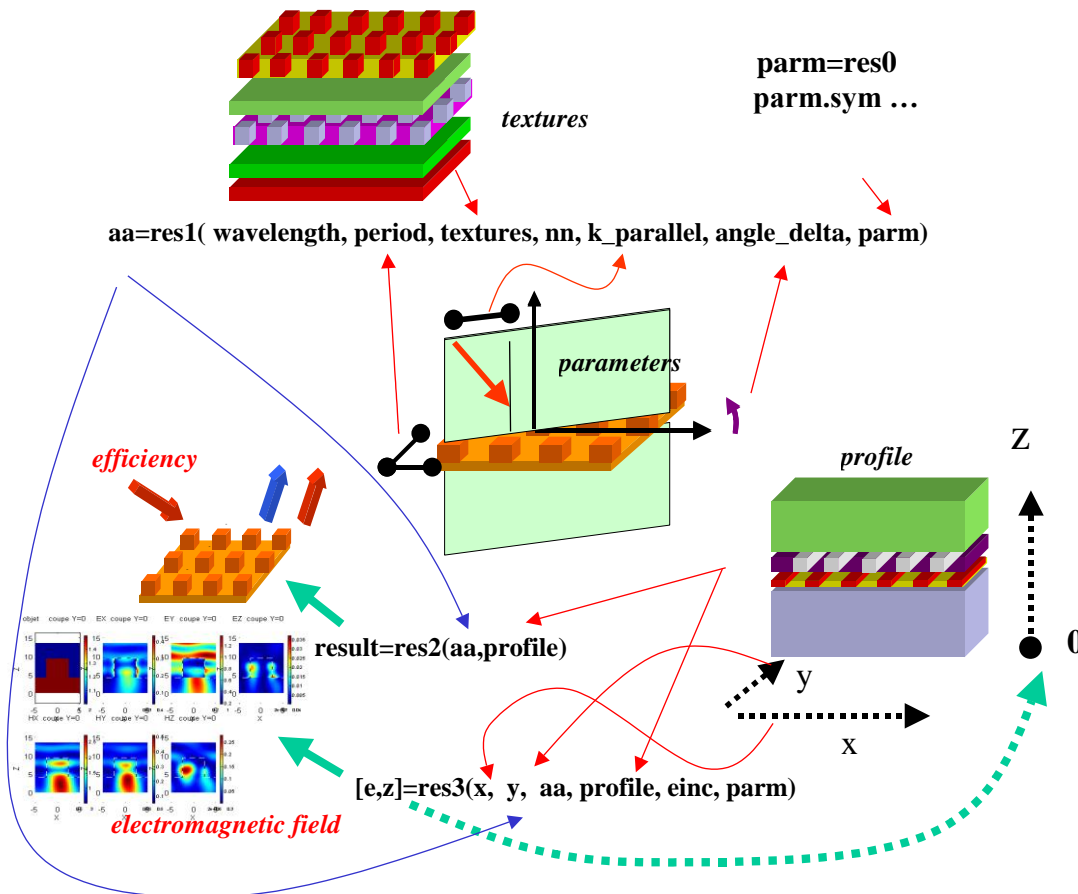 parm=res0
parm.sym …
textures
aa=res1( wavelength, period, textures, nn, k_parallel, angle_delta, parm)
parameters
efficiency
profile
Z
0
y
x
objet coupe Y=0 EX coupe Y=0 EY coupe Y=0 EZ coupe Y=0
result=res2(aa,profile)
HX coupe Y=0 HY coupe Y=0 HZ coupe Y=0
[e,z]=res3(x, y, aa, profile, einc, parm)
electromagnetic field